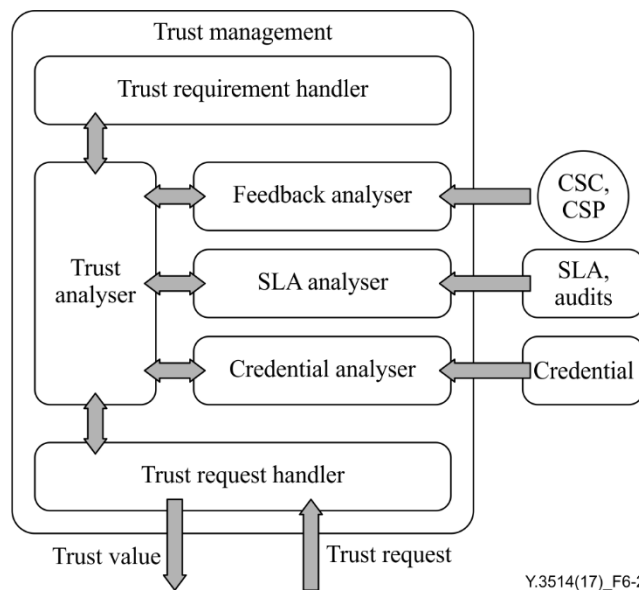 Trust management
Trust requirement handler
Feedback analyser
CSC,
CSP
Trust
analyser
SLA analyser
SLA,
audits
Credential analyser
Credential
Trust request handler
Trust value
Trust request